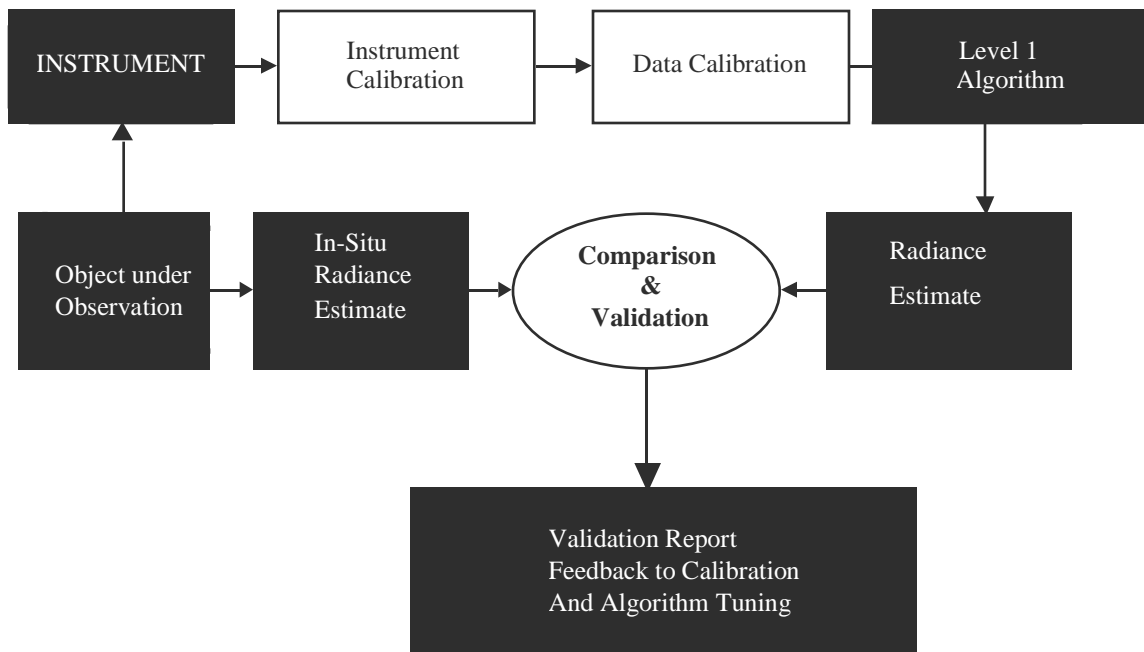 INSTRUMENT
Instrument
Calibration
Data Calibration
Level 1
Algorithm
Object under
Observation
In-Situ
Radiance
Estimate
Comparison
&
Validation
Radiance
Estimate
Validation Report
Feedback to Calibration
And Algorithm Tuning